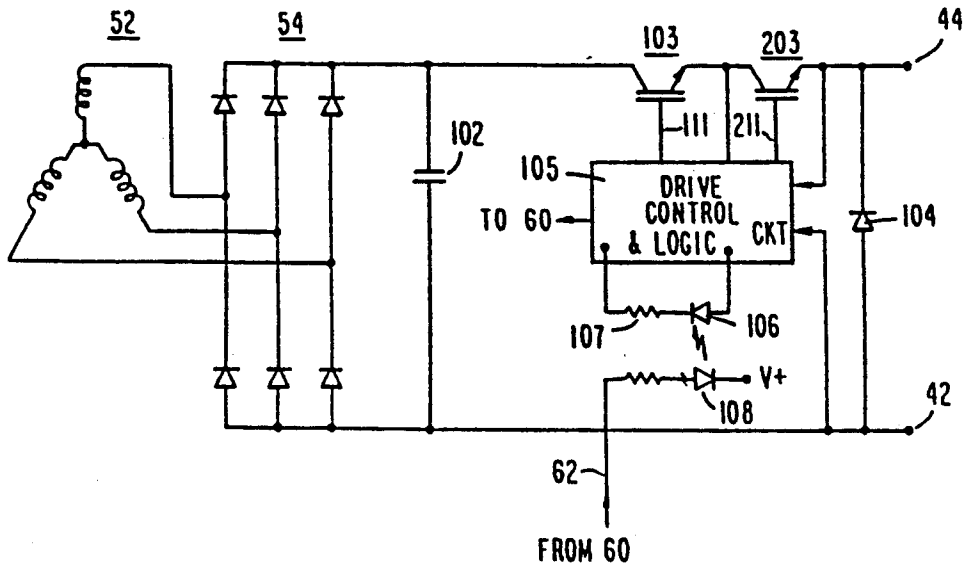 52
54
103
203
44
111
211
102
105
DRIVE
CONTROL
& LOGIC
CKT
TO 60
104
107
106
V+
108
42
62
FROM 60